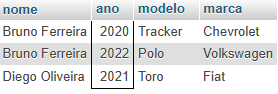 nome ano modelo marca
Bruno Ferreira 2020 Tracker Chevrolet
Bruno Ferreira 2022 Polo Volkswagen
Diego Oliveira 2021 Toro Fiat